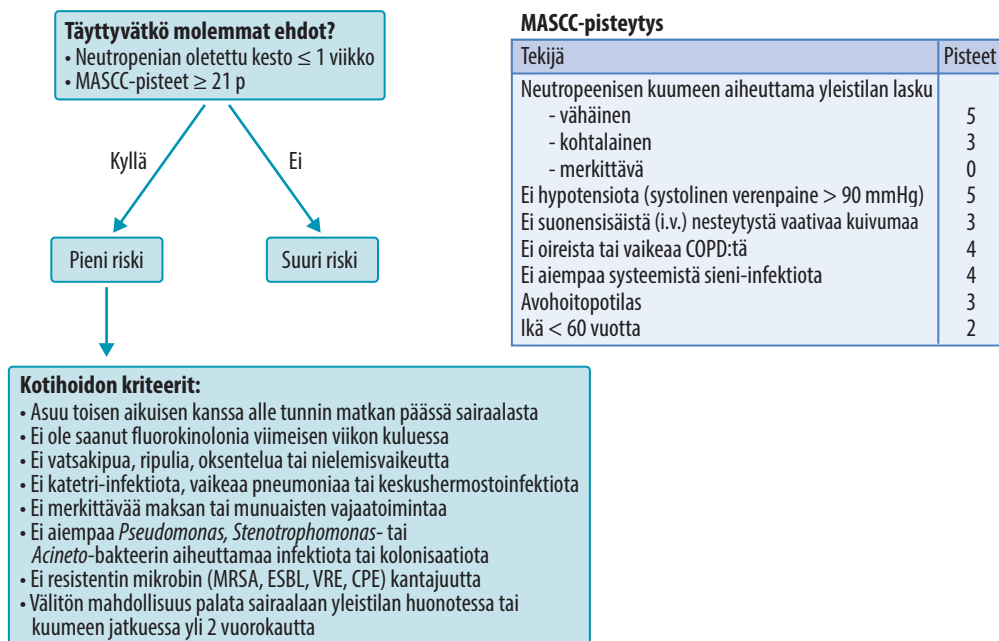 Täyttyvätkö molemmat ehdot?
• Neutropenian oletettu kesto ≤ 1 viikko
• MASCC-pisteet ≥ 21 p
Kyllä
Ei
Pieni riski
Suuri riski
Kotihoidon kriteerit:
• Asuu toisen aikuisen kanssa alle tunnin matkan päässä sairaalasta
• Ei ole saanut fluorokinolonia viimeisen viikon kuluessa
• Ei vatsakipua, ripulia, oksentelua tai nielemisvaikeutta
• Ei katetri-infektiota, vaikeaa pneumoniaa tai keskushermostoinfektiota
• Ei merkittävää maksan tai munuaisten vajaatoimintaa
• Ei aiempaa Pseudomonas, Stenotrophomonas- tai
Acineto-bakteerin aiheuttamaa infektiota tai kolonisaatiota
• Ei resistentin mikrobin (MRSA, ESBL, VRE, CPE) kantajuutta
• Välitön mahdollisuus palata sairaalaan yleistilan huonotessa tai
kuumeen jatkuessa yli 2 vuorokautta
MASCC-pisteytys
Tekijä Pisteet
Neutropeenisen kuumeen aiheuttama yleistilan lasku
- vähäinen 5
- kohtalainen 3
- merkittävä 0
Ei hypotensiota (systolinen verenpaine > 90 mmHg) 5
Ei suonensisäistä (i.v.) nesteytystä vaativaa kuivumaa 3
Ei oireista tai vaikeaa COPD:tä 4
Ei aiempaa systeemistä sieni-infektiota 4
Avohoitopotilas 3
Ikä < 60 vuotta 2